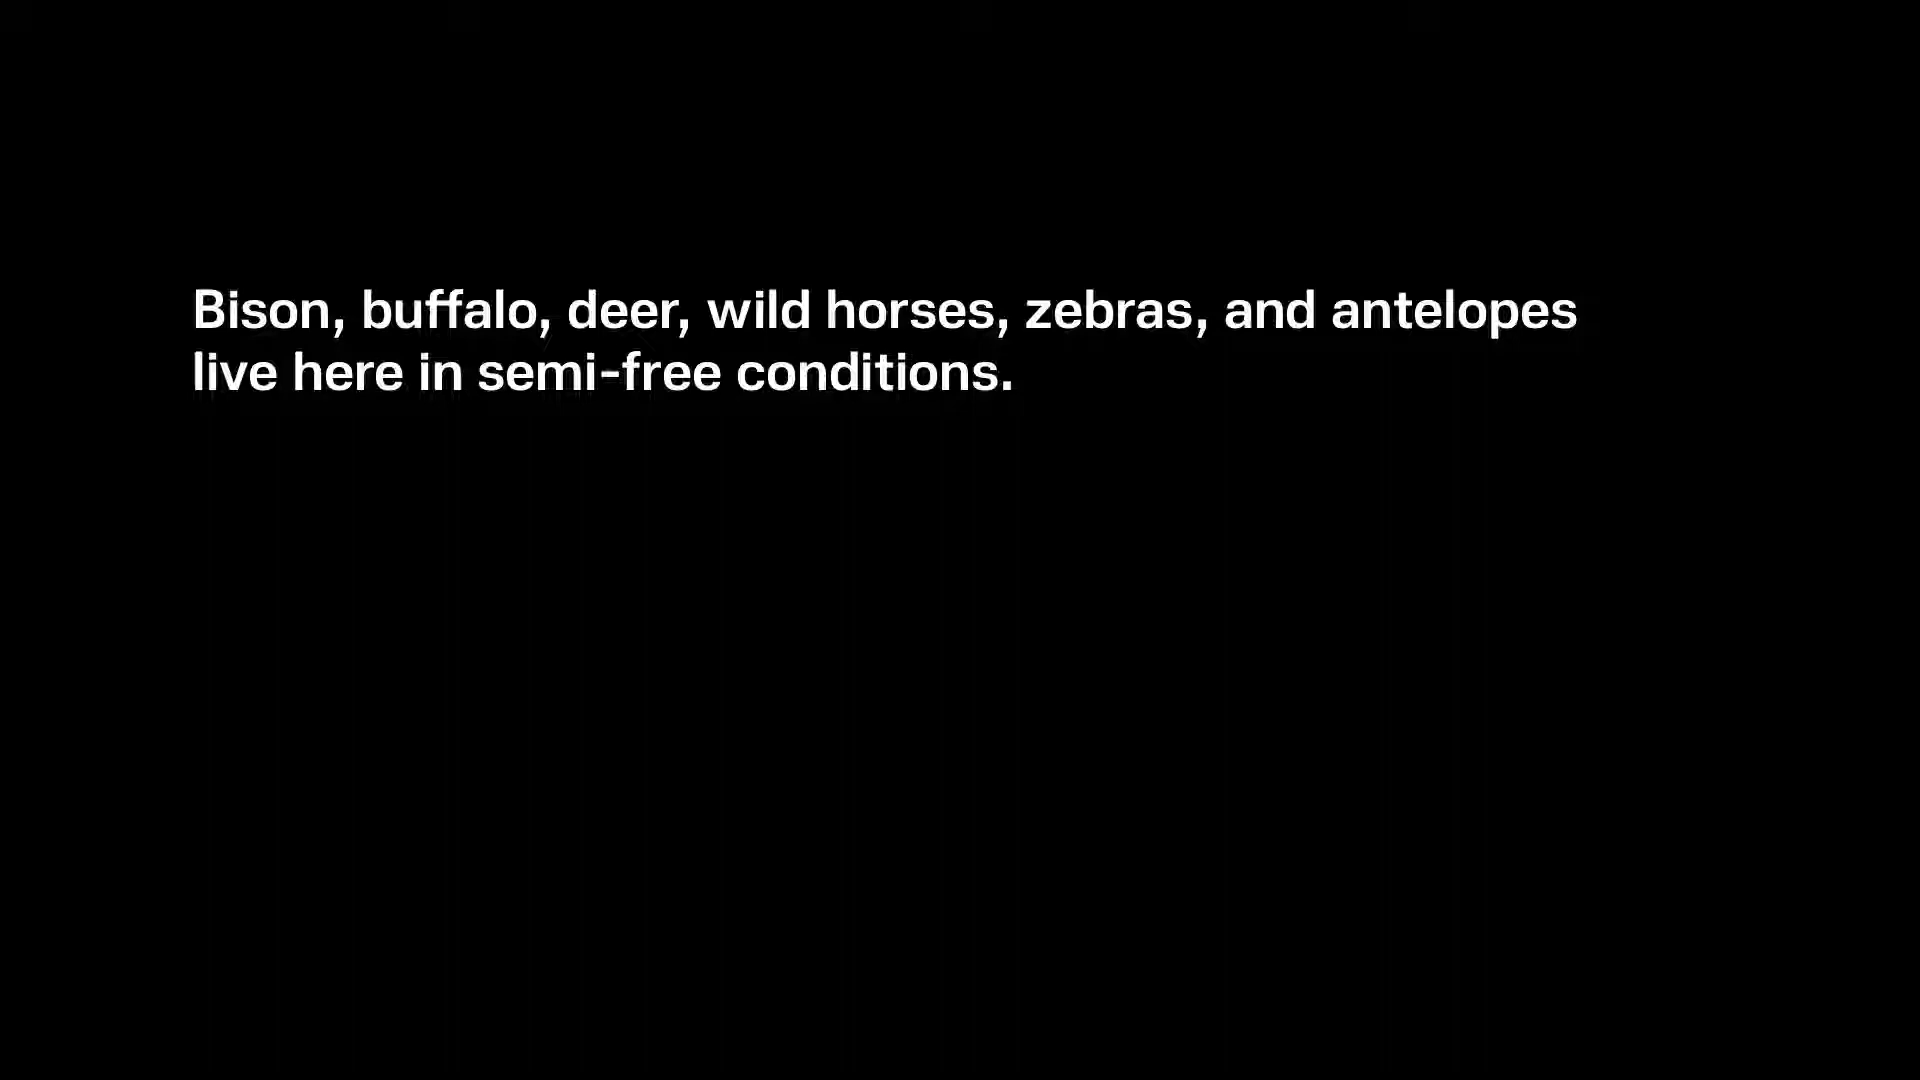 Bison, buffalo, deer, wild horses, zebras, and antelopes
live here in semi-free conditions.